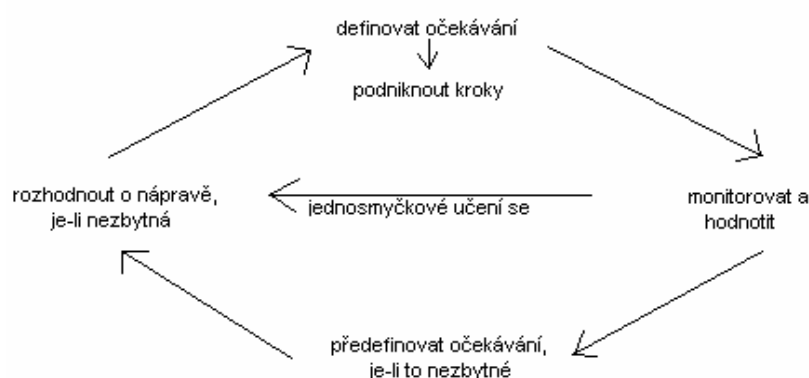 definovat očekávání
podniknout kroky
rozhodnout o nápravě,
je-li nezbytná
jednosmyčkové učení se
monitorovat a
hodnotit
předefinovat očekávání,
je-li to nezbytné